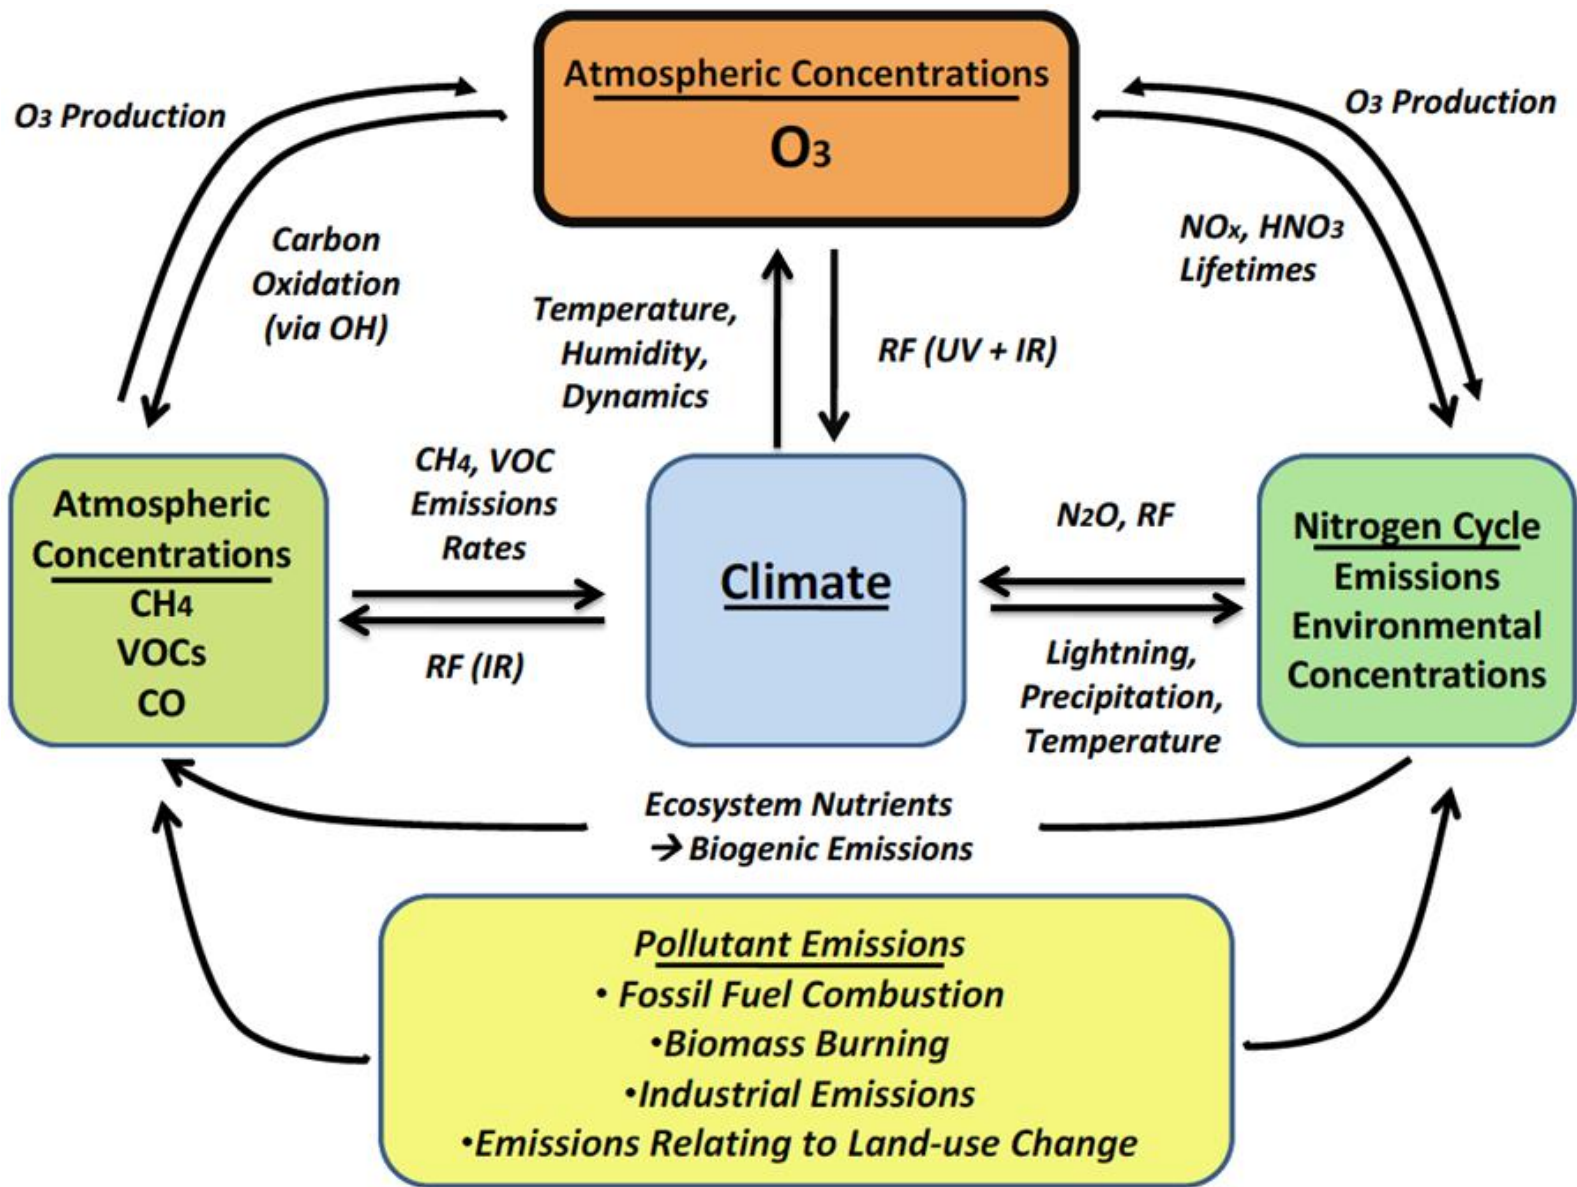 Atmospheric Concentrations
O₃
O₃ Production
O₃ Production
Carbon
Oxidation
(via OH)
NOₓ, HNO₃
Lifetimes
Temperature,
Humidity,
Dynamics
RF (UV + IR)
CH₄, VOC
Emissions
Rates
RF (IR)
Atmospheric
Concentrations
CH₄
VOCs
CO
Climate
N₂O, RF
Lightning,
Precipitation,
Temperature
Nitrogen Cycle
Emissions
Environmental
Concentrations
Ecosystem Nutrients
→ Biogenic Emissions
Pollutant Emissions
• Fossil Fuel Combustion
•Biomass Burning
•Industrial Emissions
•Emissions Relating to Land-use Change